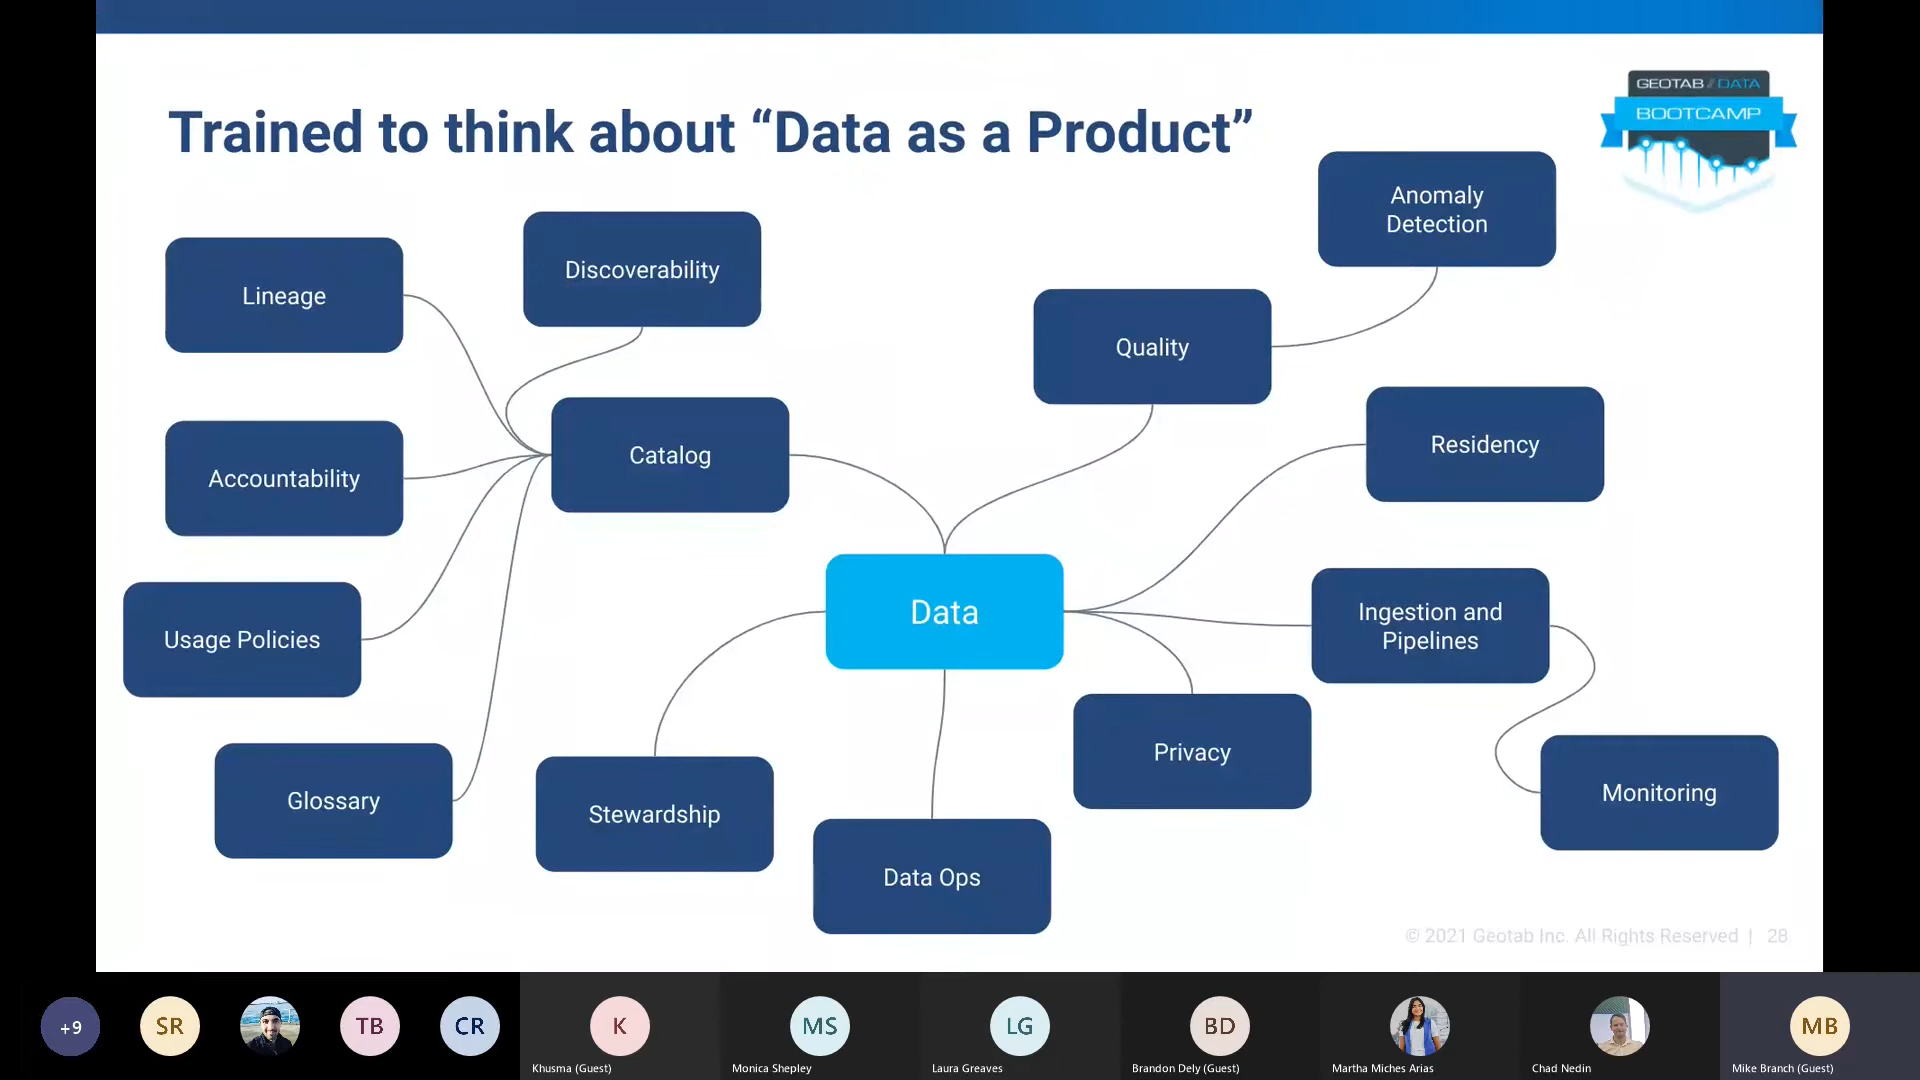 GEOTAB // DATA
BOOTCAMP
Trained to think about “Data as a Product”
Anomaly
Detection
Discoverability
Lineage
Quality
Residency
Catalog
Accountability
Data
Ingestion and
Pipelines
Usage Policies
Privacy
Monitoring
Glossary
Stewardship
Data Ops
© 2021 Geotab Inc. All Rights Reserved | 28
+9
SR
TB
CR
K
MS
LG
BD
MB
Khusma (Guest)
Monica Shepley
Laura Greaves
Brandon Dely (Guest)
Martha Miches Arias
Chad Nedin
Mike Branch (Guest)